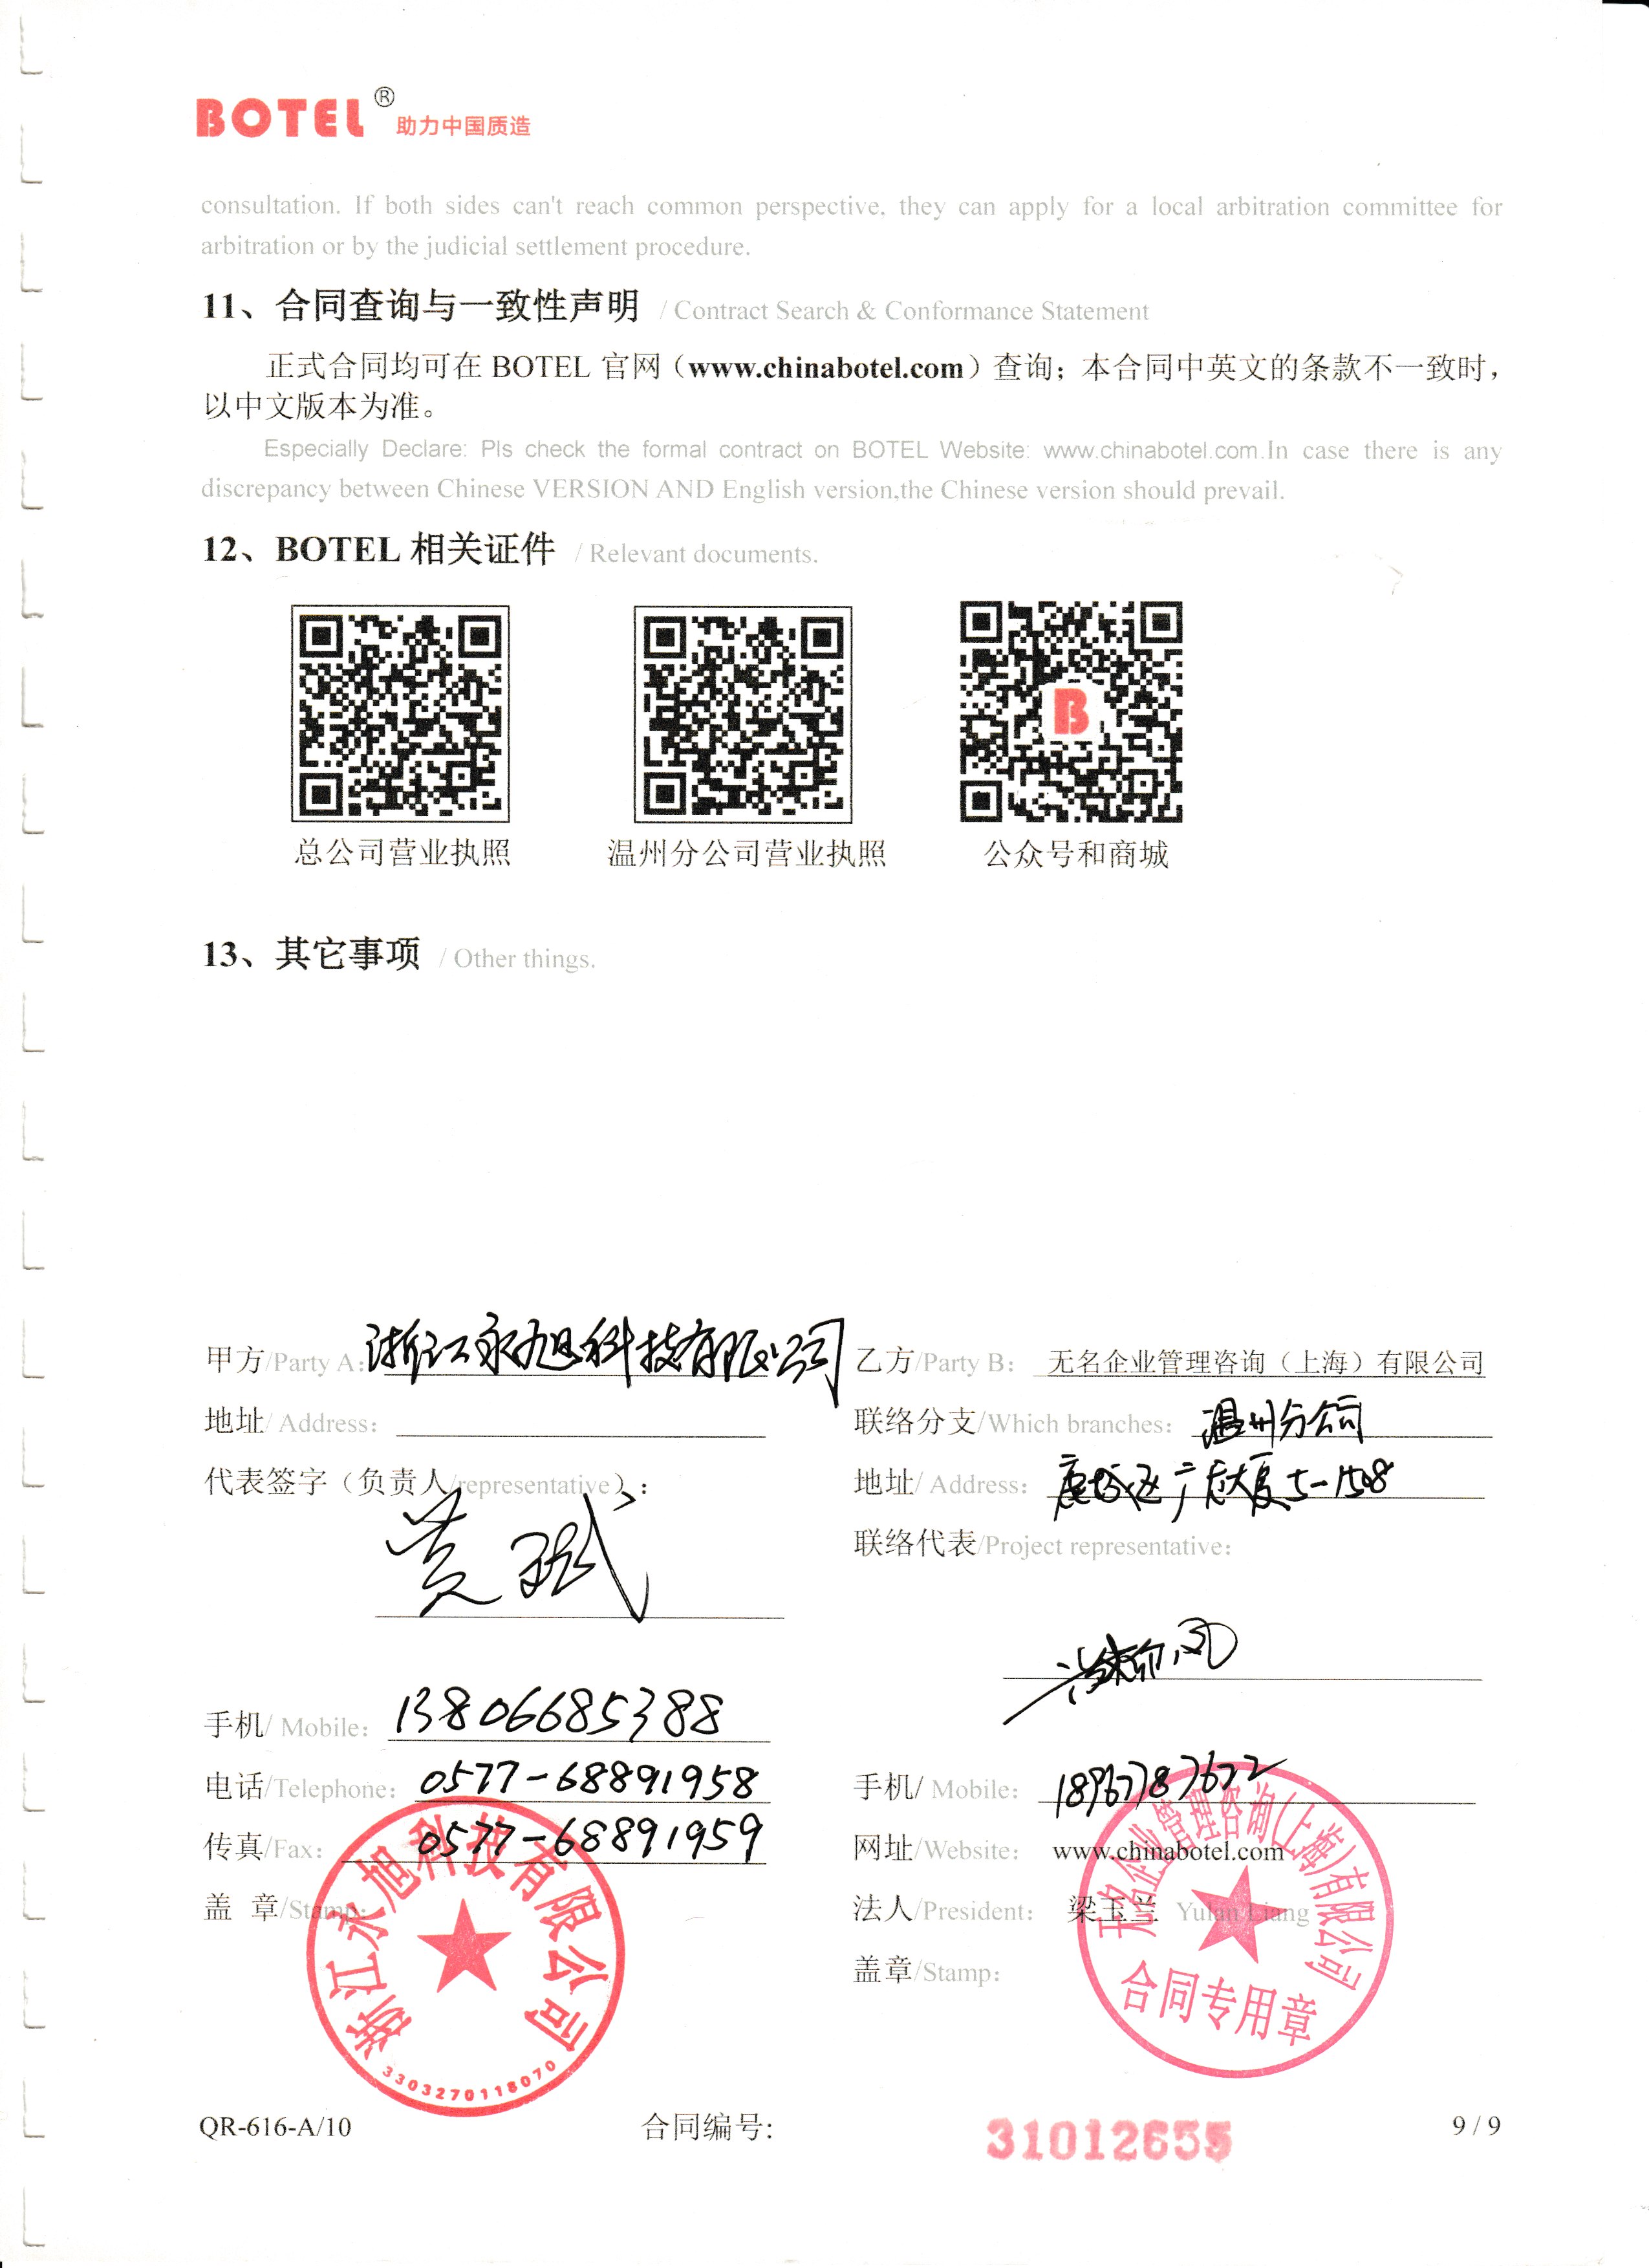 BOTEL® 助力中国质造
consultation. If both sides can't reach common perspective, they can apply for a local arbitration committee for
arbitration or by the judicial settlement procedure.
11、合同查询与一致性声明 / Contract Search & Conformance Statement
正式合同均可在 BOTEL 官网（www.chinabotel.com）查询；本合同中英文的条款不一致时，
以中文版本为准。
Especially Declare: Pls check the formal contract on BOTEL Website: www.chinabotel.com.In case there is any
discrepancy between Chinese VERSION AND English version,the Chinese version should prevail.
12、BOTEL 相关证件 / Relevant documents.
B
总公司营业执照 温州分公司营业执照 公众号和商城
13、其它事项 / Other things.
甲方/Party A: 浙江永旭科技有限公司 乙方/Party B: 无名企业管理咨询（上海）有限公司
地址/ Address: 联络分支/Which branches: 温州分公司
代表签字（负责人/representative）: 地址/ Address: 鹿城区广大厦5-1508
联络代表/Project representative:
黄
手机/ Mobile: 13806685388
电话/Telephone: 0577-68891958 手机/ Mobile: 18967787622
传真/Fax: 0577-68891959 网址/Website: www.chinabotel.com
盖 章/Stamp: 法人/President: 梁玉兰 Yulan Liang
盖章/Stamp:
浙江永旭科技有限公司
3303270118070
无名企业管理咨询(上海)有限公司
合同专用章
QR-616-A/10 合同编号: 31012655 9 / 9